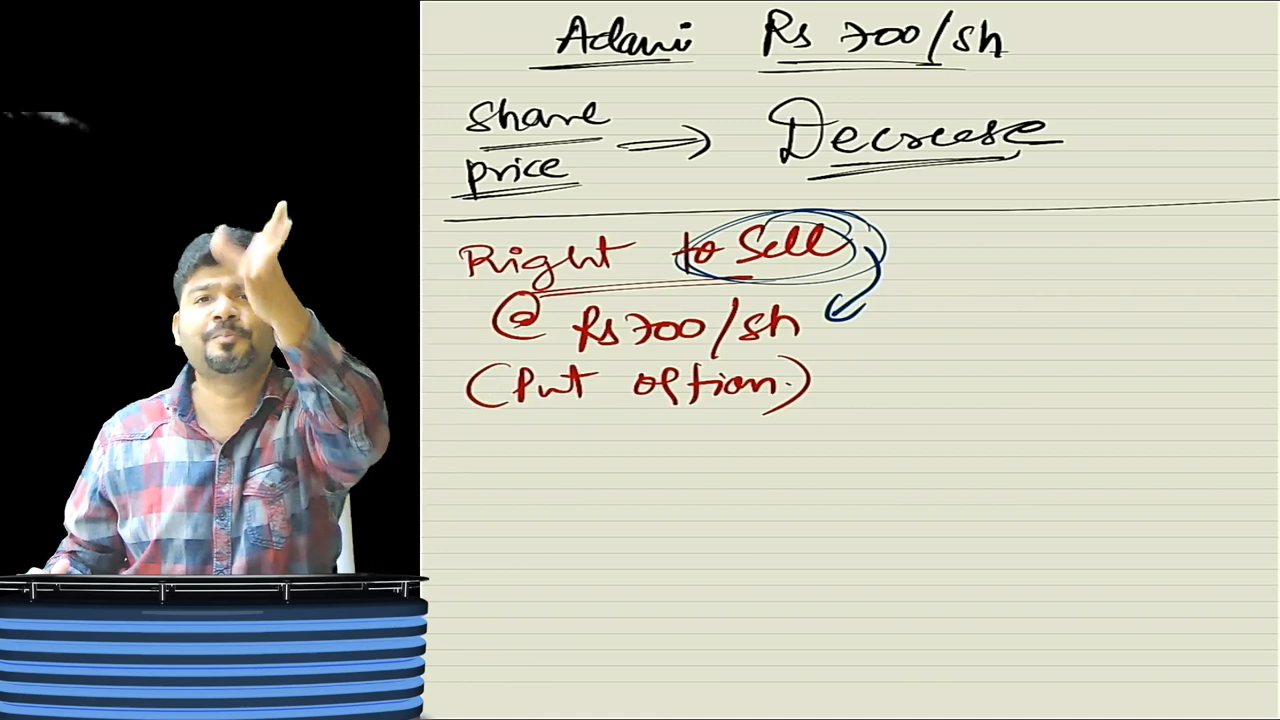 Adani Rs 700/sh
Share
price ⇒ Decrease
Right to Sell
@ Rs 700/sh
(Put option.)